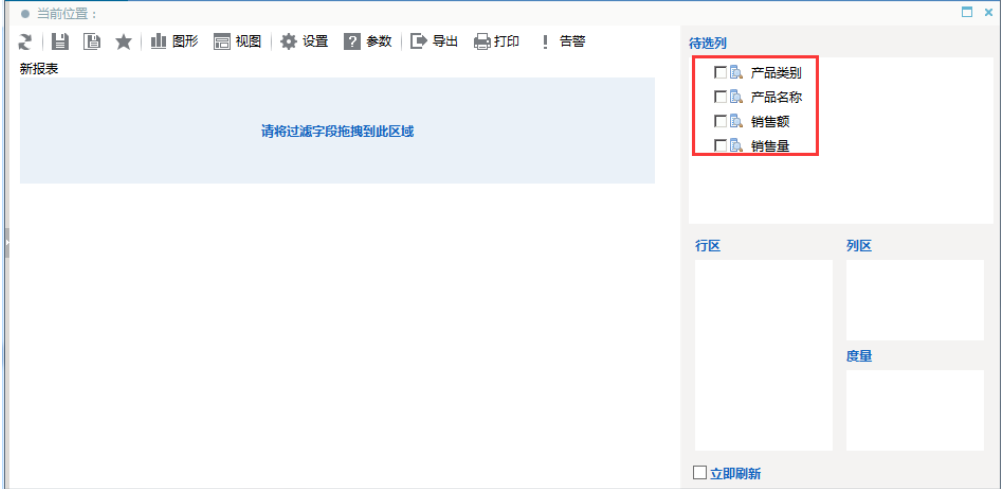 当前位置：
图形 视图 设置 参数 导出 打印 告警
新报表
请将过滤字段拖拽到此区域
待选列
产品类别
产品名称
销售额
销售量
行区 列区
度量
立即刷新